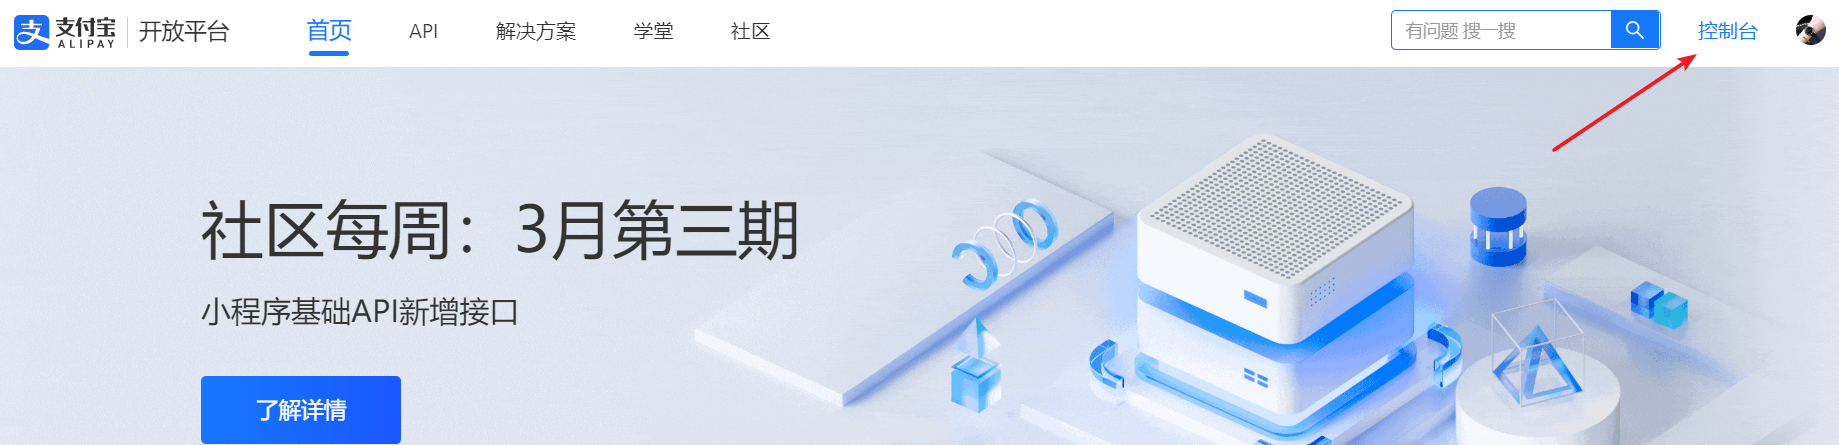 支付宝 ALIPAY 开放平台 首页 API 解决方案 学堂 社区 有问题 搜一搜 控制台
社区每周：3月第三期
小程序基础API新增接口
了解详情